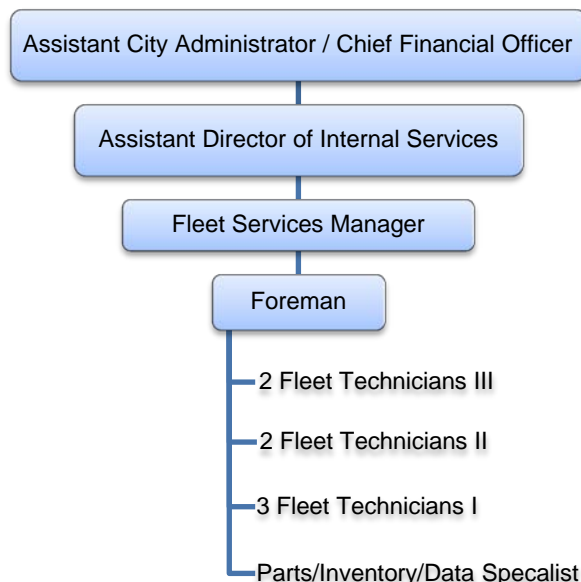 Assistant City Administrator / Chief Financial Officer
Assistant Director of Internal Services
Fleet Services Manager
Foreman
2 Fleet Technicians III
2 Fleet Technicians II
3 Fleet Technicians I
Parts/Inventory/Data Specalist